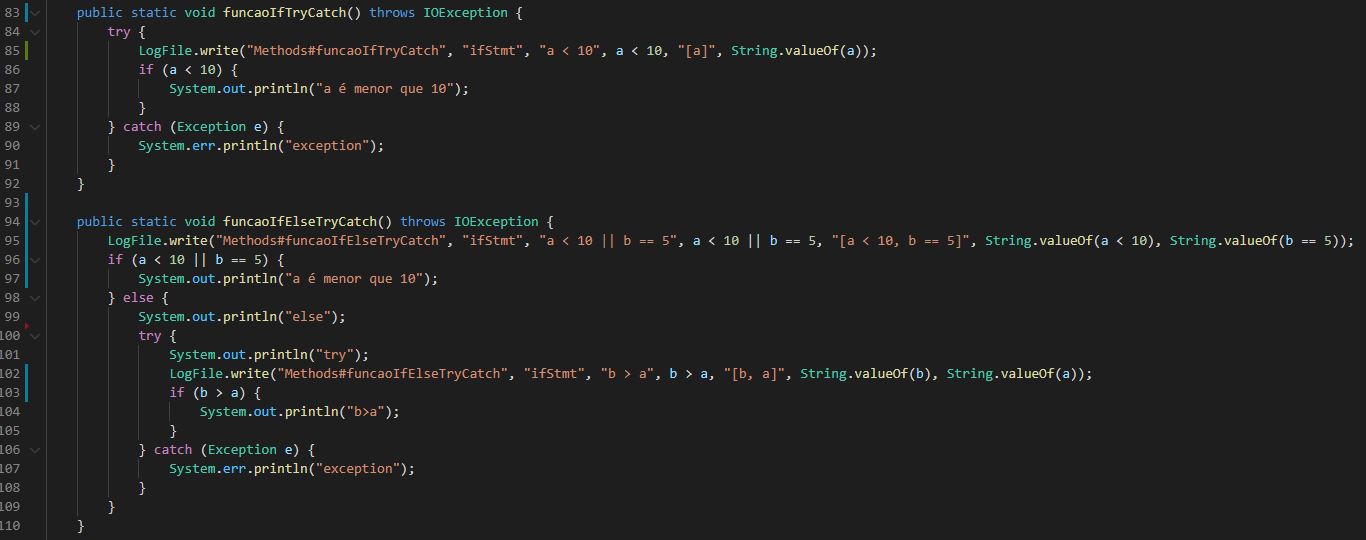 83 public static void funcaoIfTryCatch() throws IOException {
84 try {
85 LogFile.write("Methods#funcaoIfTryCatch", "ifStmt", "a < 10", a < 10, "[a]", String.valueOf(a));
86 if (a < 10) {
87 System.out.println("a é menor que 10");
88 }
89 } catch (Exception e) {
90 System.err.println("exception");
91 }
92 }
93
94 public static void funcaoIfElseTryCatch() throws IOException {
95 LogFile.write("Methods#funcaoIfElseTryCatch", "ifStmt", "a < 10 || b == 5", a < 10 || b == 5, "[a < 10, b == 5]", String.valueOf(a < 10), String.valueOf(b == 5));
96 if (a < 10 || b == 5) {
97 System.out.println("a é menor que 10");
98 } else {
99 System.out.println("else");
100 try {
101 System.out.println("try");
102 LogFile.write("Methods#funcaoIfElseTryCatch", "ifStmt", "b > a", b > a, "[b, a]", String.valueOf(b), String.valueOf(a));
103 if (b > a) {
104 System.out.println("b>a");
105 }
106 } catch (Exception e) {
107 System.err.println("exception");
108 }
109 }
110 }